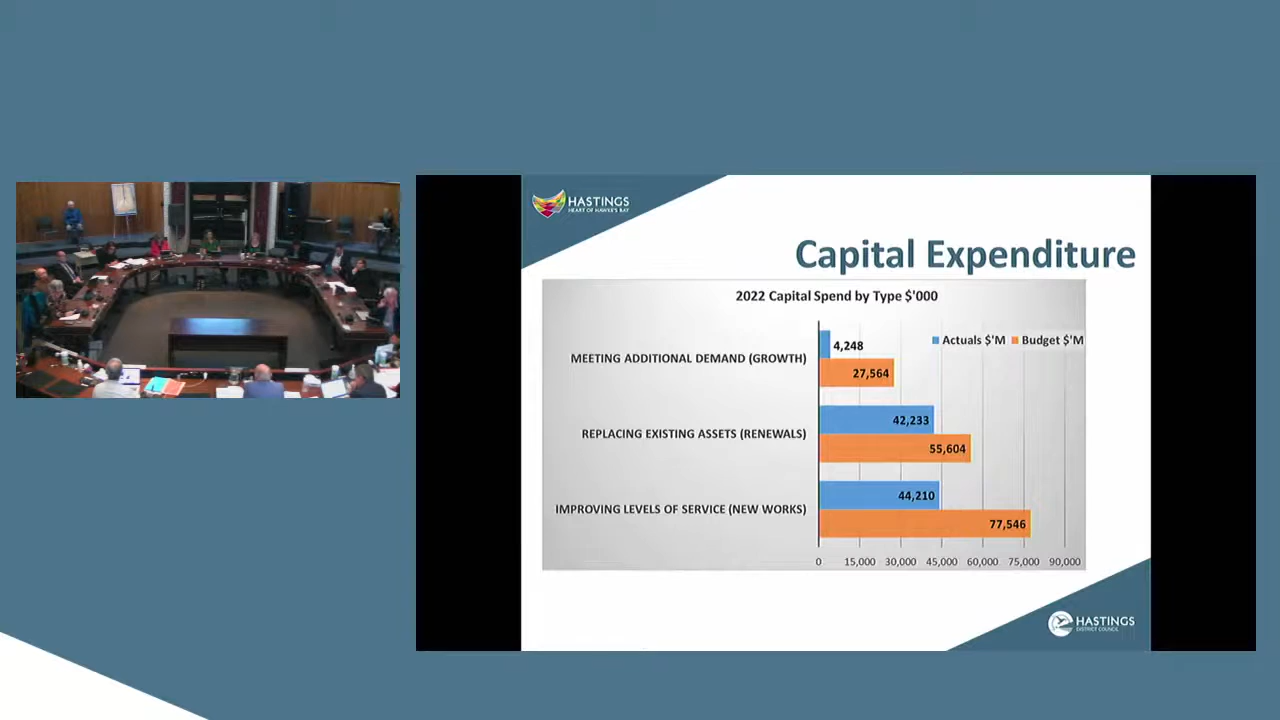 HASTINGS
HEART OF HAWKE'S BAY
Capital Expenditure
2022 Capital Spend by Type $'000
Actuals $'M Budget $'M
MEETING ADDITIONAL DEMAND (GROWTH)
4,248
27,564
REPLACING EXISTING ASSETS (RENEWALS)
42,233
55,604
IMPROVING LEVELS OF SERVICE (NEW WORKS)
44,210
77,546
0 15,000 30,000 45,000 60,000 75,000 90,000
HASTINGS
DISTRICT COUNCIL